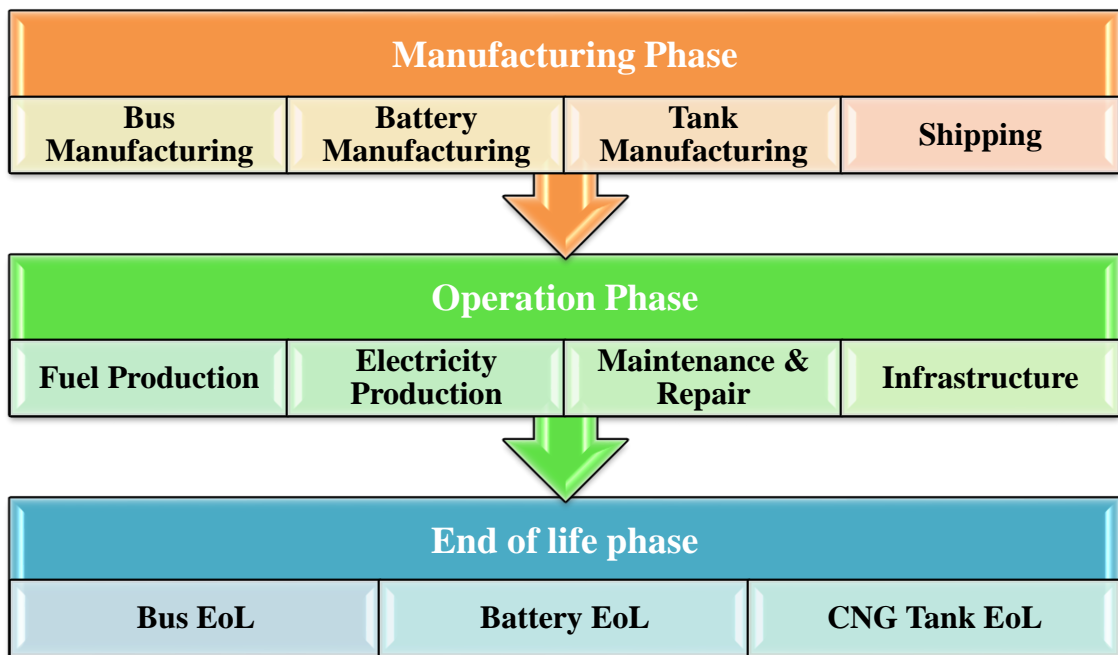 Manufacturing Phase
Bus
Manufacturing
Battery
Manufacturing
Tank
Manufacturing
Shipping
Operation Phase
Fuel Production
Electricity
Production
Maintenance &
Repair
Infrastructure
End of life phase
Bus EoL
Battery EoL
CNG Tank EoL